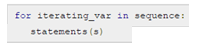 for iterating_var in sequence:
statements(s)